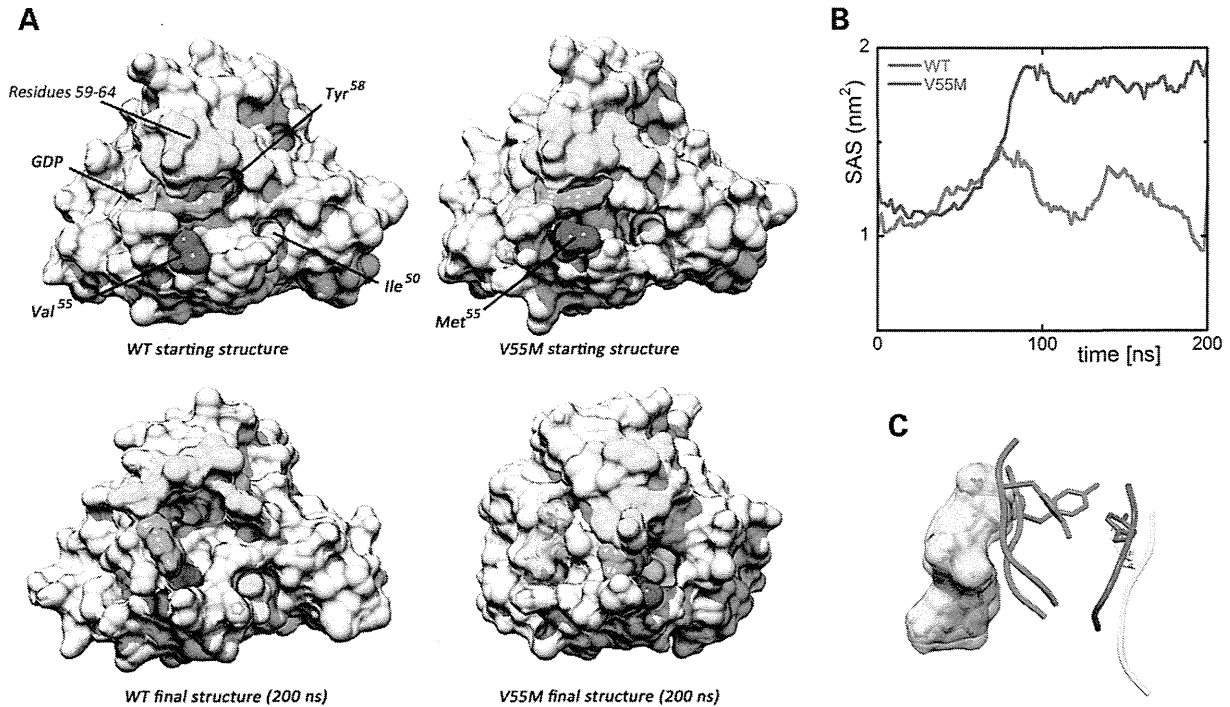 A
Residues 59-64
Tyr58
GDP
Val55
Ile50
Met55
WT starting structure
V55M starting structure
WT final structure (200 ns)
V55M final structure (200 ns)
B
2
WT
V55M
SAS (nm2)
1
0
100
200
time [ns]
C